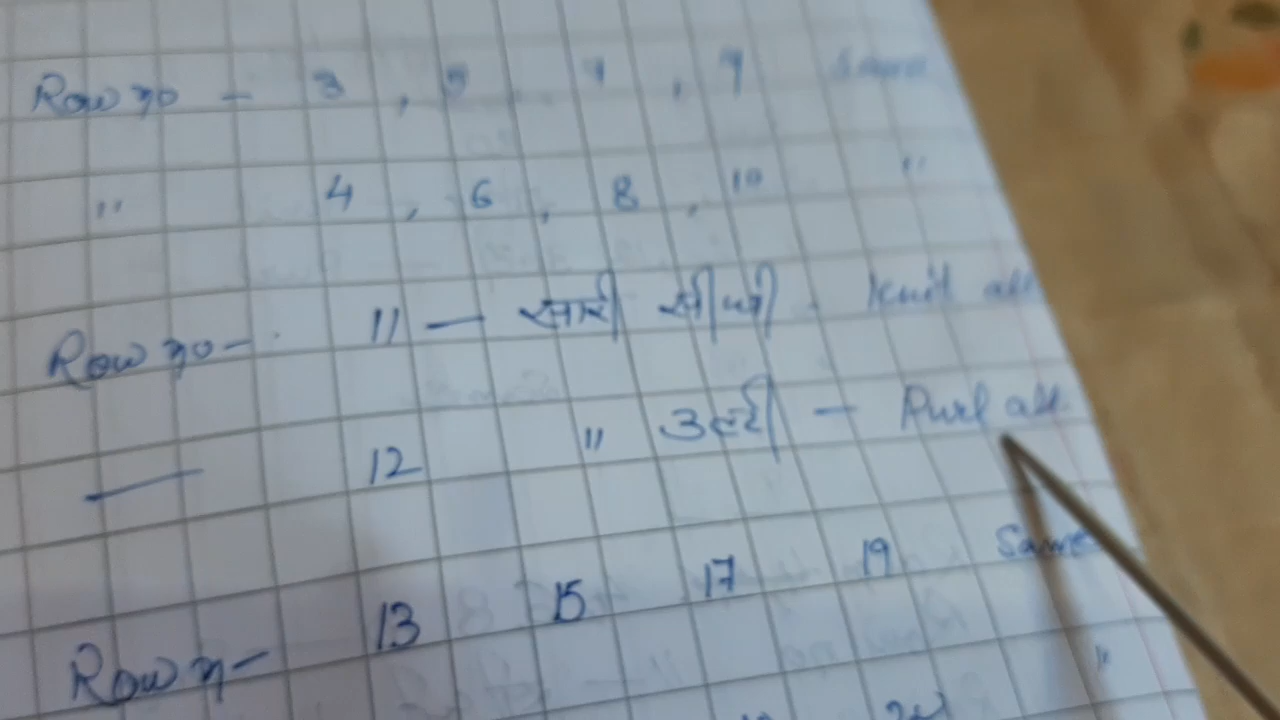 Row no - 3, 5, 7, 9 Same
" 4, 6, 8, 10 "
Row no - 11 — सारी सीधी - Knit all
— 12 " उल्टी — Purl all
Row n - 13 15 17 19 Same
"